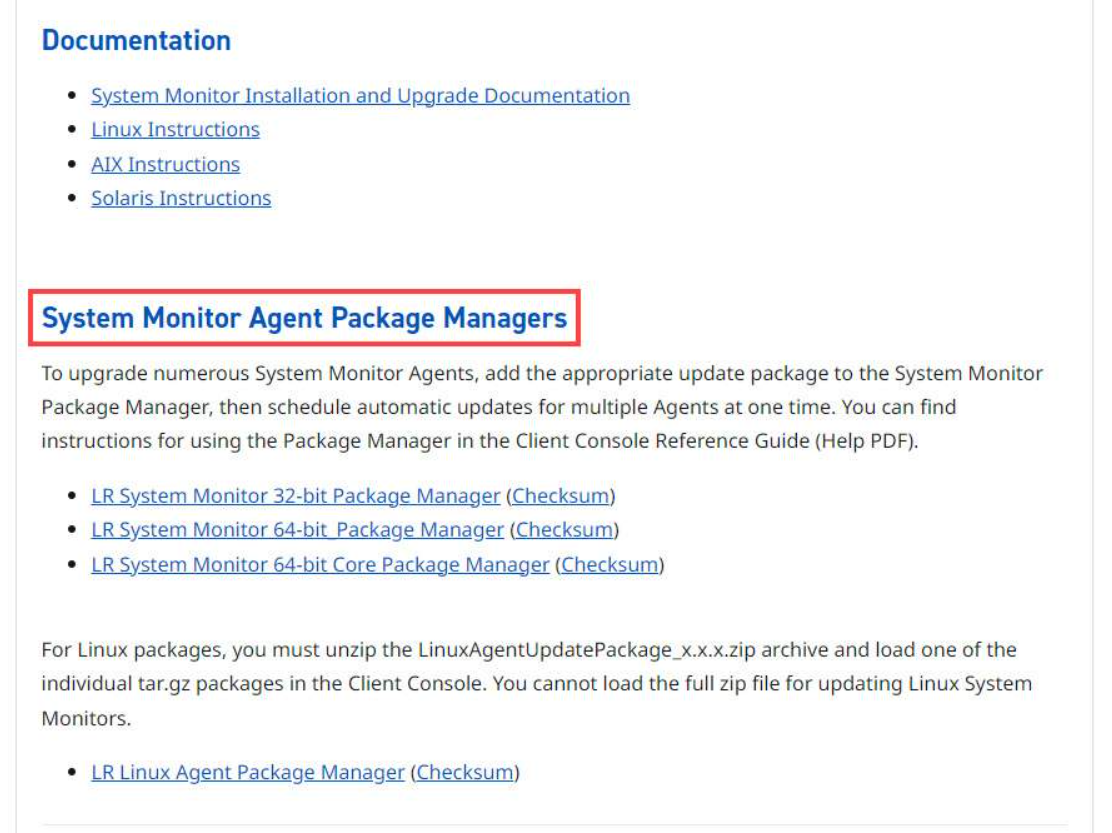 Documentation
• System Monitor Installation and Upgrade Documentation
• Linux Instructions
• AIX Instructions
• Solaris Instructions
System Monitor Agent Package Managers
To upgrade numerous System Monitor Agents, add the appropriate update package to the System Monitor
Package Manager, then schedule automatic updates for multiple Agents at one time. You can find
instructions for using the Package Manager in the Client Console Reference Guide (Help PDF).
• LR System Monitor 32-bit Package Manager (Checksum)
• LR System Monitor 64-bit_Package Manager (Checksum)
• LR System Monitor 64-bit Core Package Manager (Checksum)
For Linux packages, you must unzip the LinuxAgentUpdatePackage_x.x.x.zip archive and load one of the
individual tar.gz packages in the Client Console. You cannot load the full zip file for updating Linux System
Monitors.
• LR Linux Agent Package Manager (Checksum)